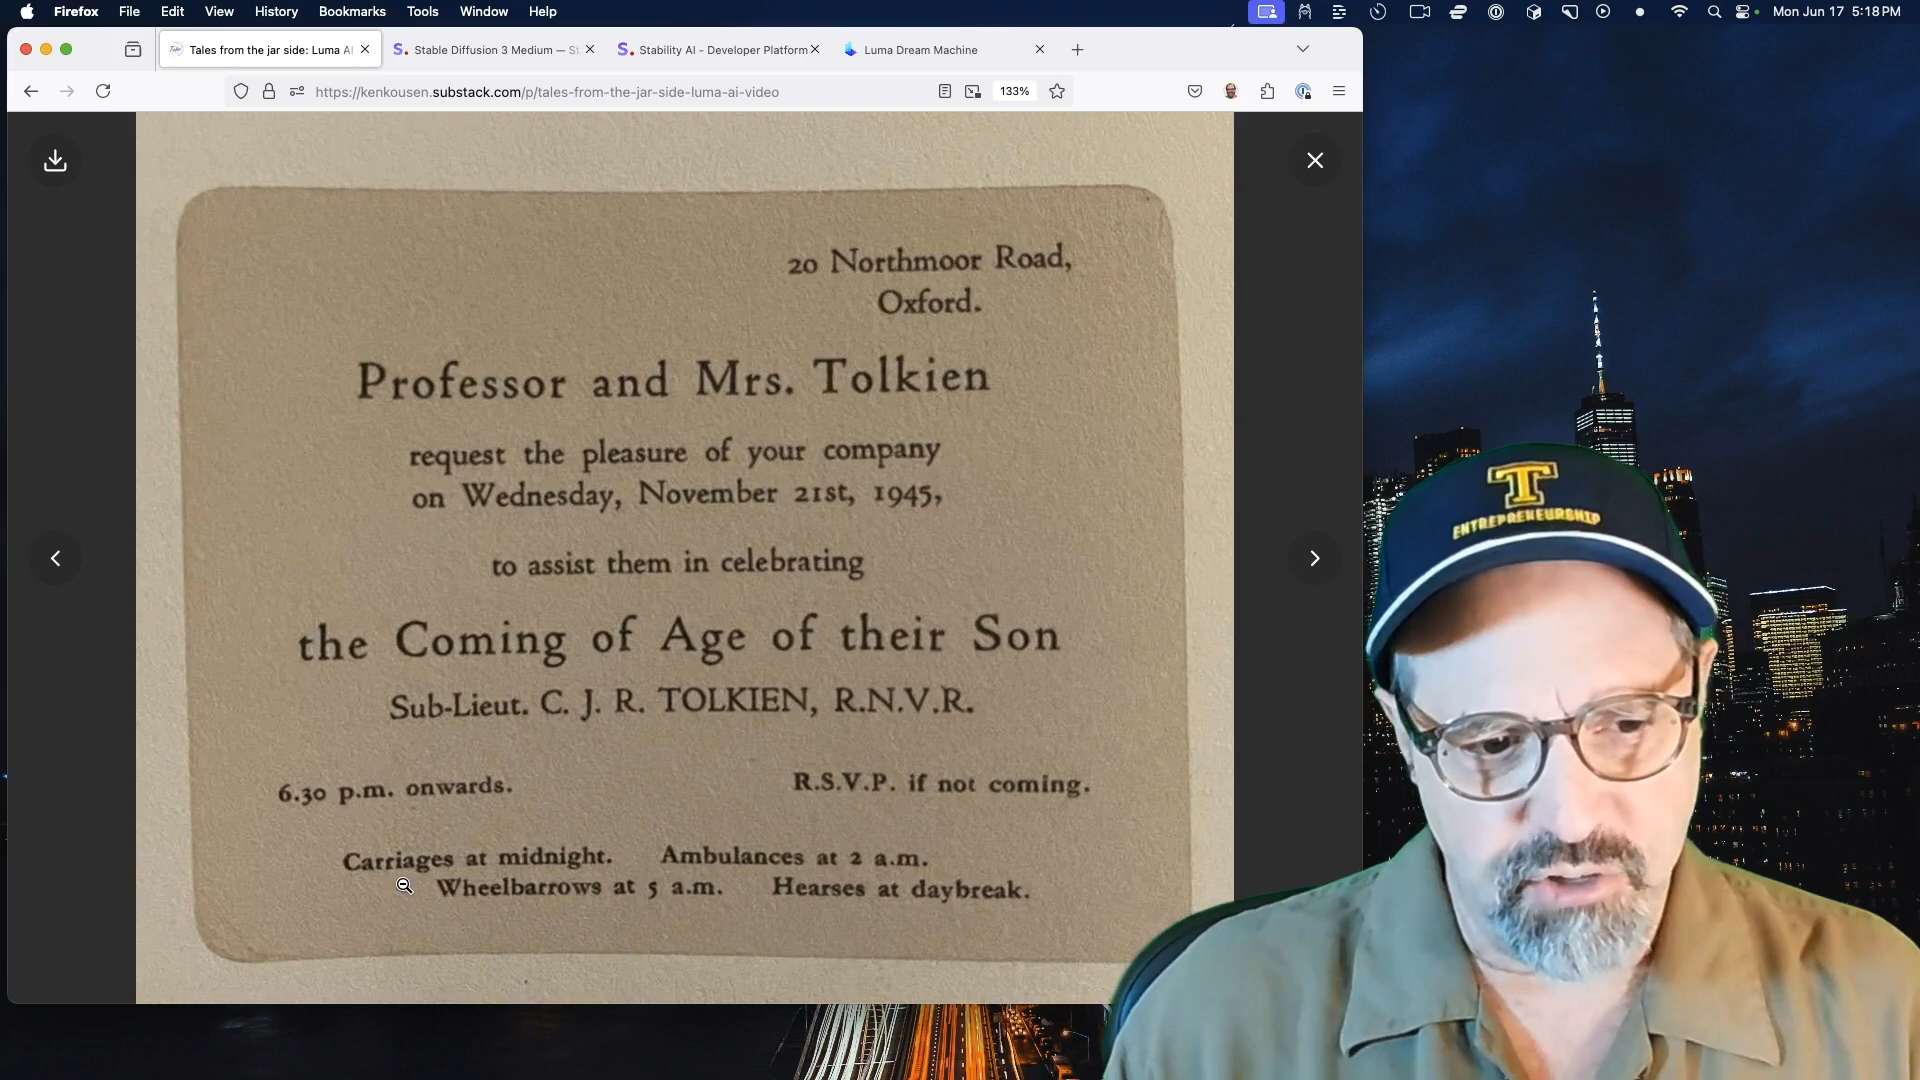 Firefox File Edit View History Bookmarks Tools Window Help
Mon Jun 17 5:18 PM
Tales from the jar side: Luma AI
Stable Diffusion 3 Medium — St
Stability AI - Developer Platform
Luma Dream Machine
https://kenkousen.substack.com/p/tales-from-the-jar-side-luma-ai-video
133%
20 Northmoor Road,
Oxford.
Professor and Mrs. Tolkien
request the pleasure of your company
on Wednesday, November 21st, 1945,
to assist them in celebrating
the Coming of Age of their Son
Sub-Lieut. C. J. R. TOLKIEN, R.N.V.R.
6.30 p.m. onwards.
R.S.V.P. if not coming.
Carriages at midnight. Ambulances at 2 a.m.
Wheelbarrows at 5 a.m. Hearses at daybreak.
T
ENTREPRENEURSHIP